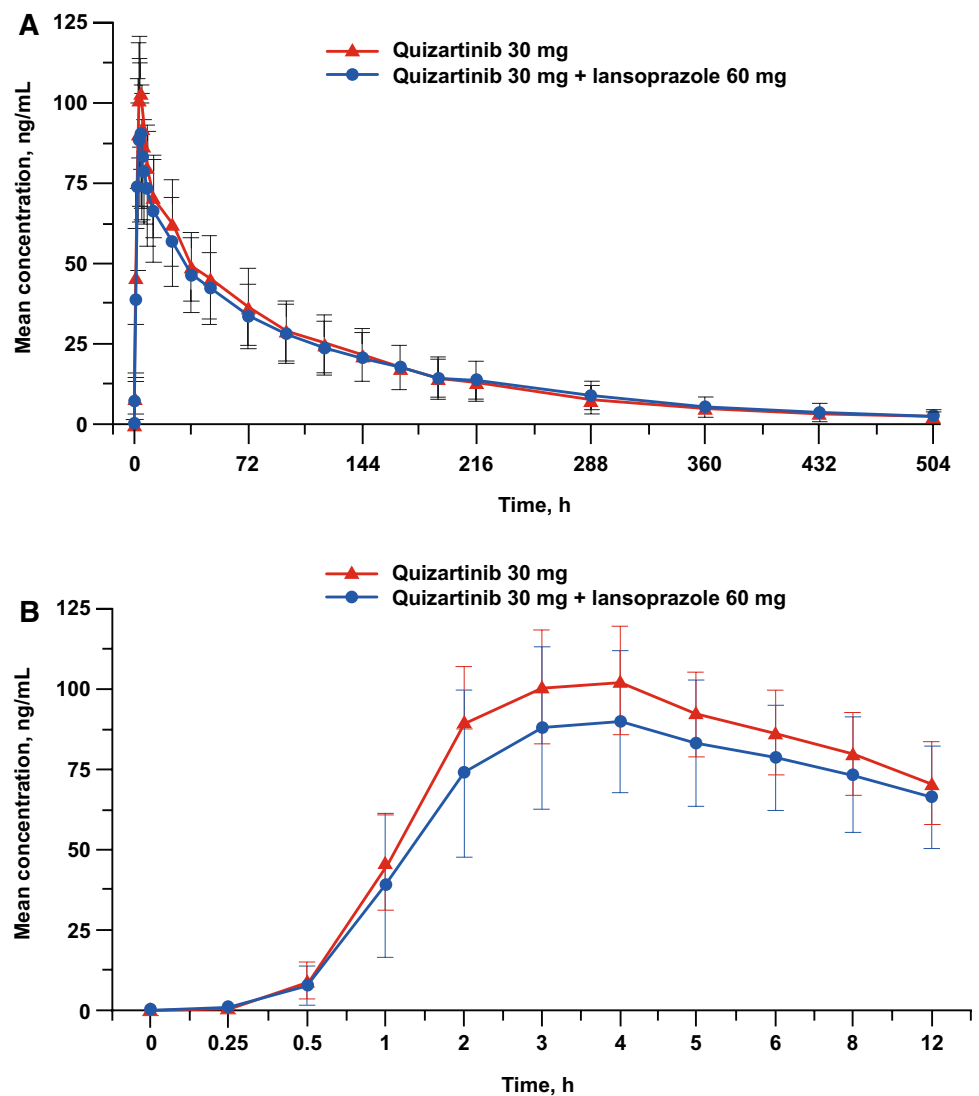 A
Quizartinib 30 mg
Quizartinib 30 mg + lansoprazole 60 mg
Mean concentration, ng/mL
125
100
75
50
25
0
0 72 144 216 288 360 432 504
Time, h
B
Quizartinib 30 mg
Quizartinib 30 mg + lansoprazole 60 mg
Mean concentration, ng/mL
125
100
75
50
25
0
0 0.25 0.5 1 2 3 4 5 6 8 12
Time, h